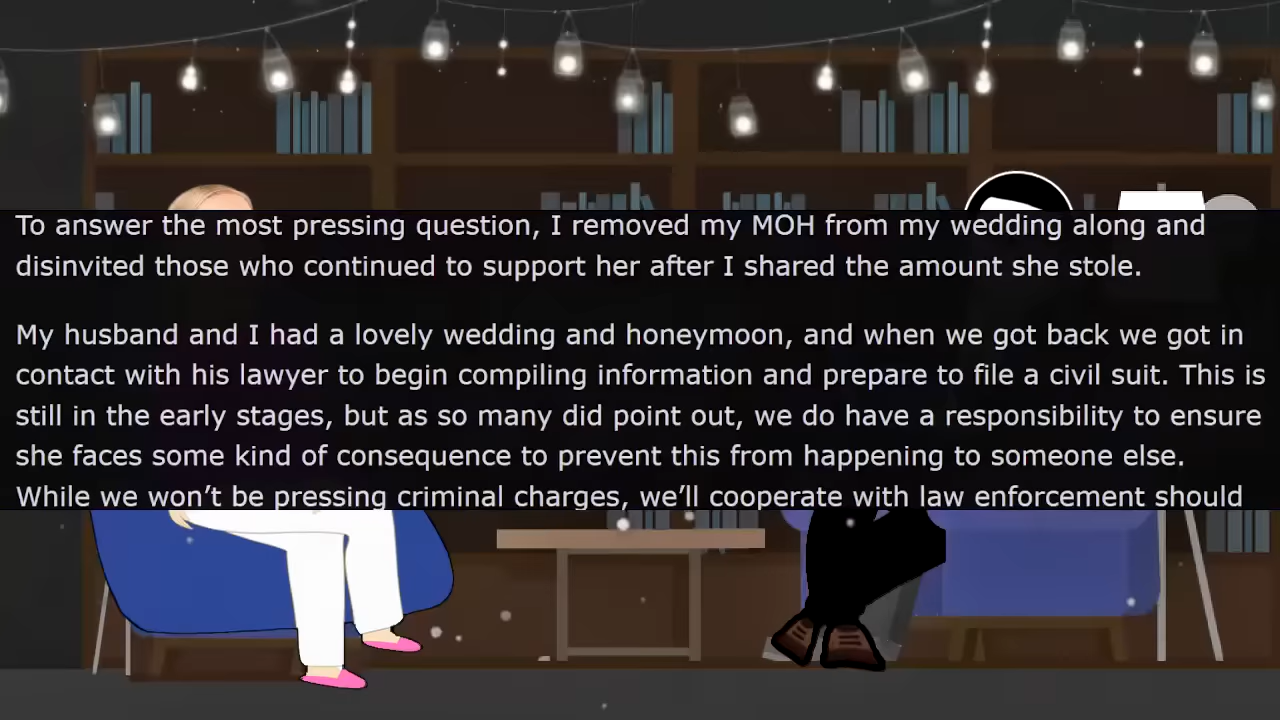 To answer the most pressing question, I removed my MOH from my wedding along and
disinvited those who continued to support her after I shared the amount she stole.
My husband and I had a lovely wedding and honeymoon, and when we got back we got in
contact with his lawyer to begin compiling information and prepare to file a civil suit. This is
still in the early stages, but as so many did point out, we do have a responsibility to ensure
she faces some kind of consequence to prevent this from happening to someone else.
While we won’t be pressing criminal charges, we’ll cooperate with law enforcement should